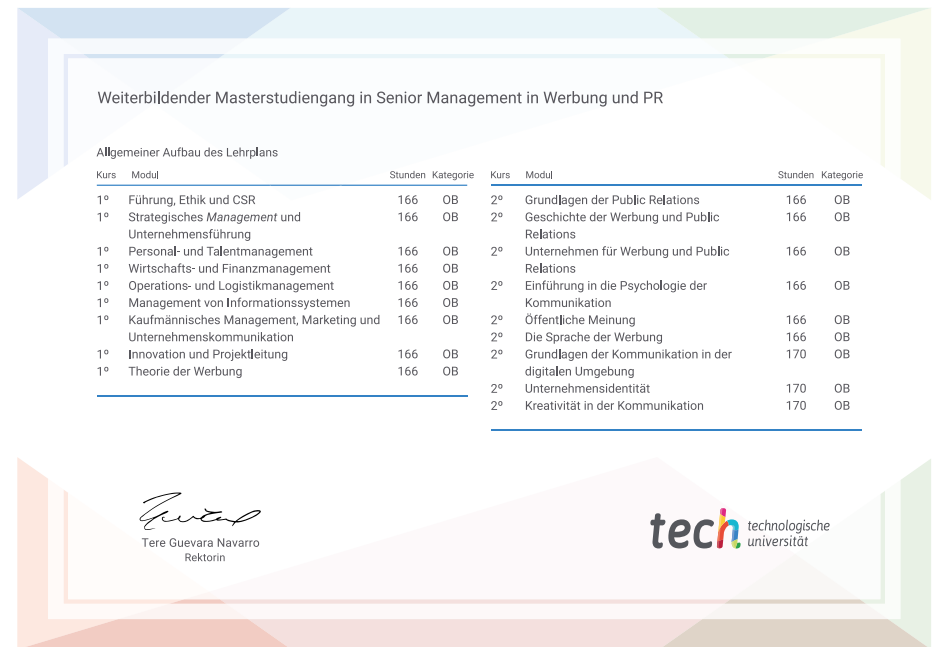 Weiterbildender Masterstudiengang in Senior Management in Werbung und PR
Allgemeiner Aufbau des Lehrplans
Kurs Modul Stunden Kategorie
1º Führung, Ethik und CSR 166 OB
1º Strategisches Management und 166 OB
Unternehmensführung
1º Personal- und Talentmanagement 166 OB
1º Wirtschafts- und Finanzmanagement 166 OB
1º Operations- und Logistikmanagement 166 OB
1º Management von Informationssystemen 166 OB
1º Kaufmännisches Management, Marketing und 166 OB
Unternehmenskommunikation
1º Innovation und Projektleitung 166 OB
1º Theorie der Werbung 166 OB
Kurs Modul Stunden Kategorie
2º Grundlagen der Public Relations 166 OB
2º Geschichte der Werbung und Public 166 OB
Relations
2º Unternehmen für Werbung und Public 166 OB
Relations
2º Einführung in die Psychologie der 166 OB
Kommunikation
2º Öffentliche Meinung 166 OB
2º Die Sprache der Werbung 166 OB
2º Grundlagen der Kommunikation in der 170 OB
digitalen Umgebung
2º Unternehmensidentität 170 OB
2º Kreativität in der Kommunikation 170 OB
Tere Guevara Navarro
Rektorin
tech technologische
universität